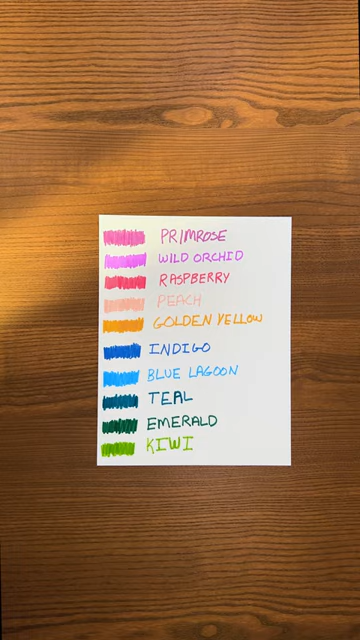 PRIMROSE
WILD ORCHID
RASPBERRY
PEACH
GOLDEN YELLOW
INDIGO
BLUE LAGOON
TEAL
EMERALD
KIWI